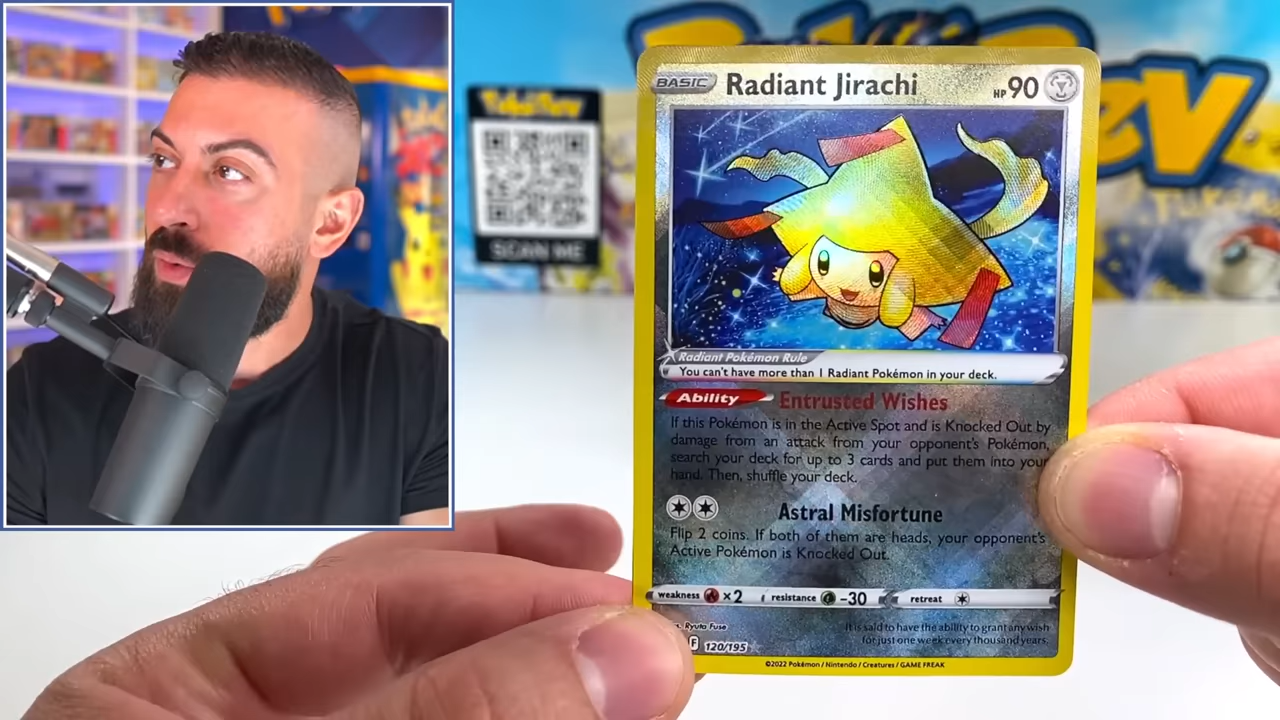 PokéRev
SCAN ME
eV
BASIC Radiant Jirachi HP 90
Radiant Pokémon Rule
You can't have more than 1 Radiant Pokémon in your deck.
Ability Entrusted Wishes
If this Pokémon is in the Active Spot and is Knocked Out by
damage from an attack from your opponent's Pokémon,
search your deck for up to 3 cards and put them into your
hand. Then, shuffle your deck.
Astral Misfortune
Flip 2 coins. If both of them are heads, your opponent's
Active Pokémon is Knocked Out.
weakness ×2 resistance -30 retreat
Ryuta Fuse
It is said to have the ability to grant any wish
for just one week every thousand years.
F 120/195
©2022 Pokémon / Nintendo / Creatures / GAME FREAK